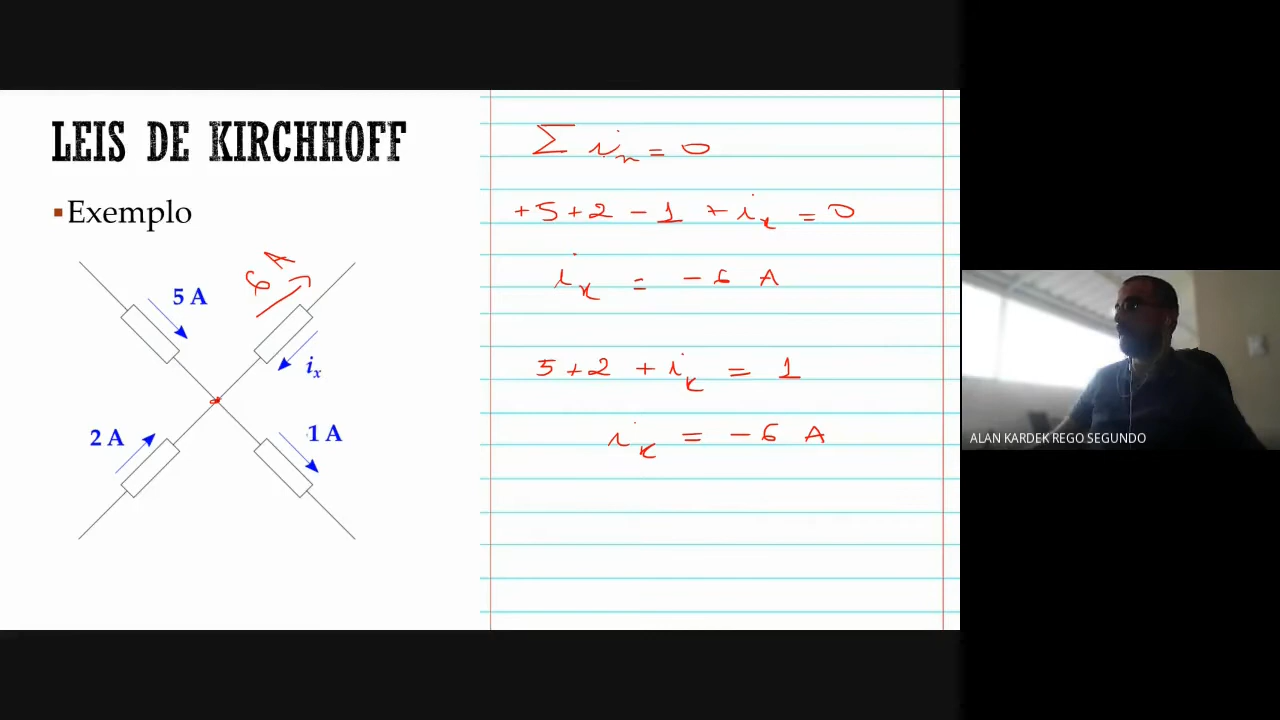 LEIS DE KIRCHHOFF
▪Exemplo
5 A
6 A
iₓ
2 A
1 A
Σ iₙ = 0
+5 + 2 - 1 + iₓ = 0
iₓ = -6 A
5 + 2 + iₓ = 1
iₓ = -6 A
ALAN KARDEK REGO SEGUNDO